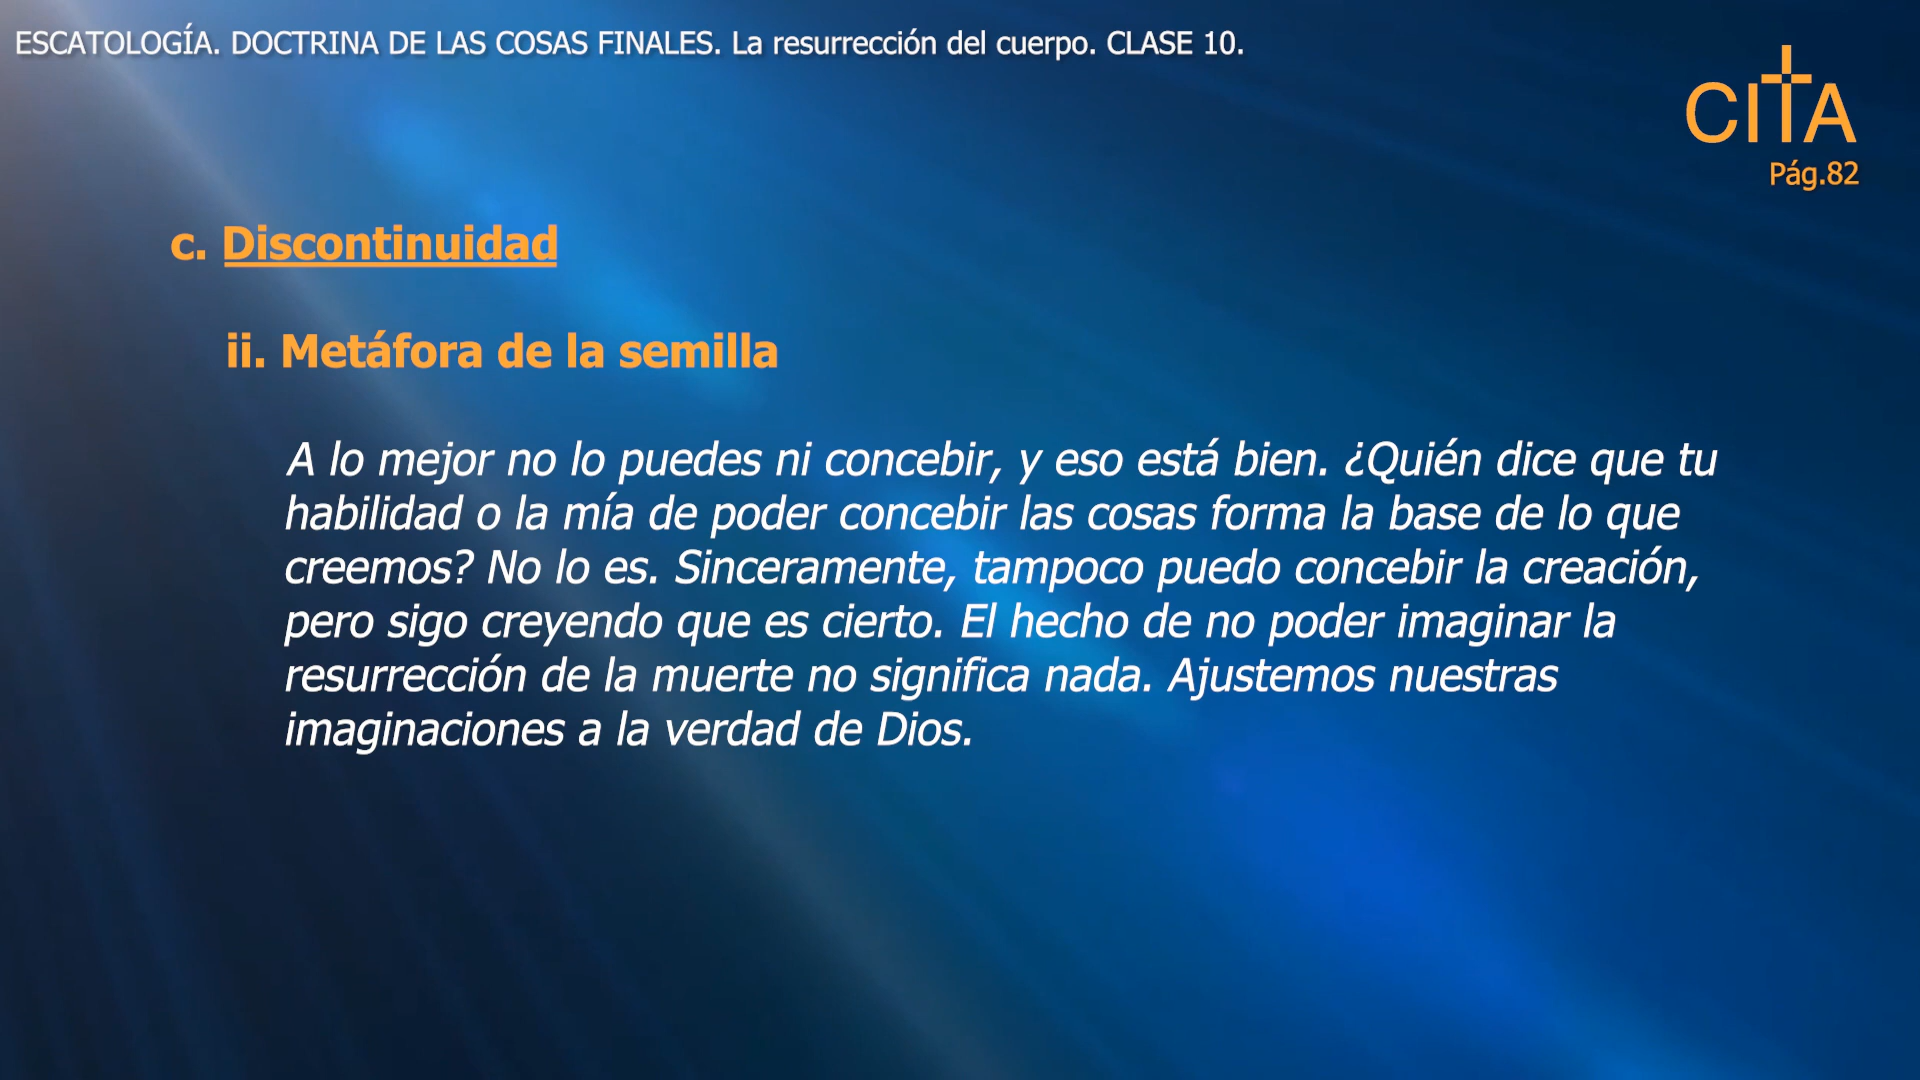 ESCATOLOGÍA. DOCTRINA DE LAS COSAS FINALES. La resurrección del cuerpo. CLASE 10.
CITA
Pág.82
c. Discontinuidad
ii. Metáfora de la semilla
A lo mejor no lo puedes ni concebir, y eso está bien. ¿Quién dice que tu
habilidad o la mía de poder concebir las cosas forma la base de lo que
creemos? No lo es. Sinceramente, tampoco puedo concebir la creación,
pero sigo creyendo que es cierto. El hecho de no poder imaginar la
resurrección de la muerte no significa nada. Ajustemos nuestras
imaginaciones a la verdad de Dios.